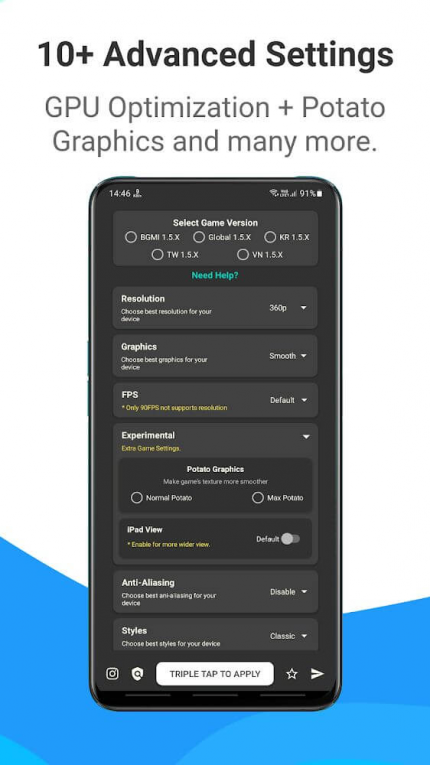 10+ Advanced Settings
GPU Optimization + Potato
Graphics and many more.
14:46
91%
Select Game Version
BGMI 1.5.X
Global 1.5.X
KR 1.5.X
TW 1.5.X
VN 1.5.X
Need Help?
Resolution
Choose best resolution for your
device
360p
Graphics
Choose best graphics for your
device
Smooth
FPS
* Only 90FPS not supports resolution
Default
Experimental
Extra Game Settings.
Potato Graphics
Make game's texture more smoother
Normal Potato
Max Potato
iPad View
* Enable for more wider view.
Default
Anti-Aliasing
Choose best ani-aliasing for your
device
Disable
Styles
Choose best styles for your device
Classic
TRIPLE TAP TO APPLY